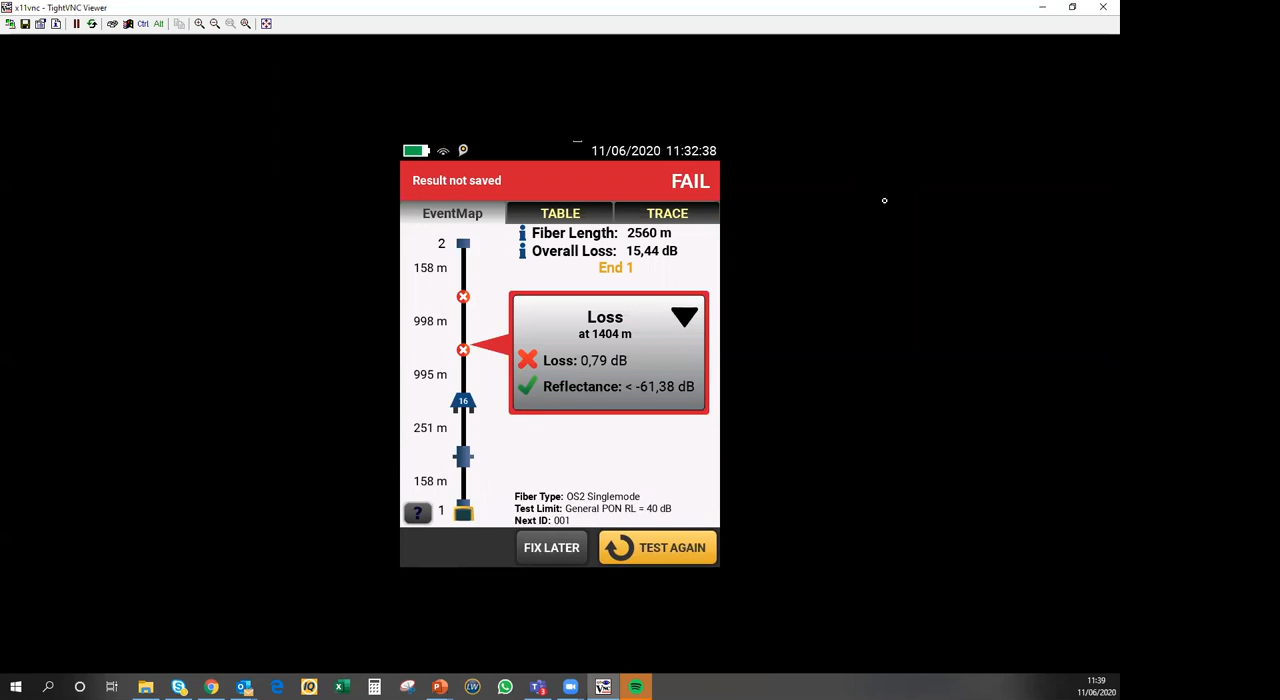 x11vnc - TightVNC Viewer
Ctrl Alt
11/06/2020 11:32:38
Result not saved FAIL
EventMap TABLE TRACE
2
158 m
998 m
995 m
16
251 m
158 m
? 1
Fiber Length: 2560 m
Overall Loss: 15,44 dB
End 1
Loss
at 1404 m
Loss: 0,79 dB
Reflectance: < -61,38 dB
Fiber Type: OS2 Singlemode
Test Limit: General PON RL = 40 dB
Next ID: 001
FIX LATER TEST AGAIN
11:39
11/06/2020